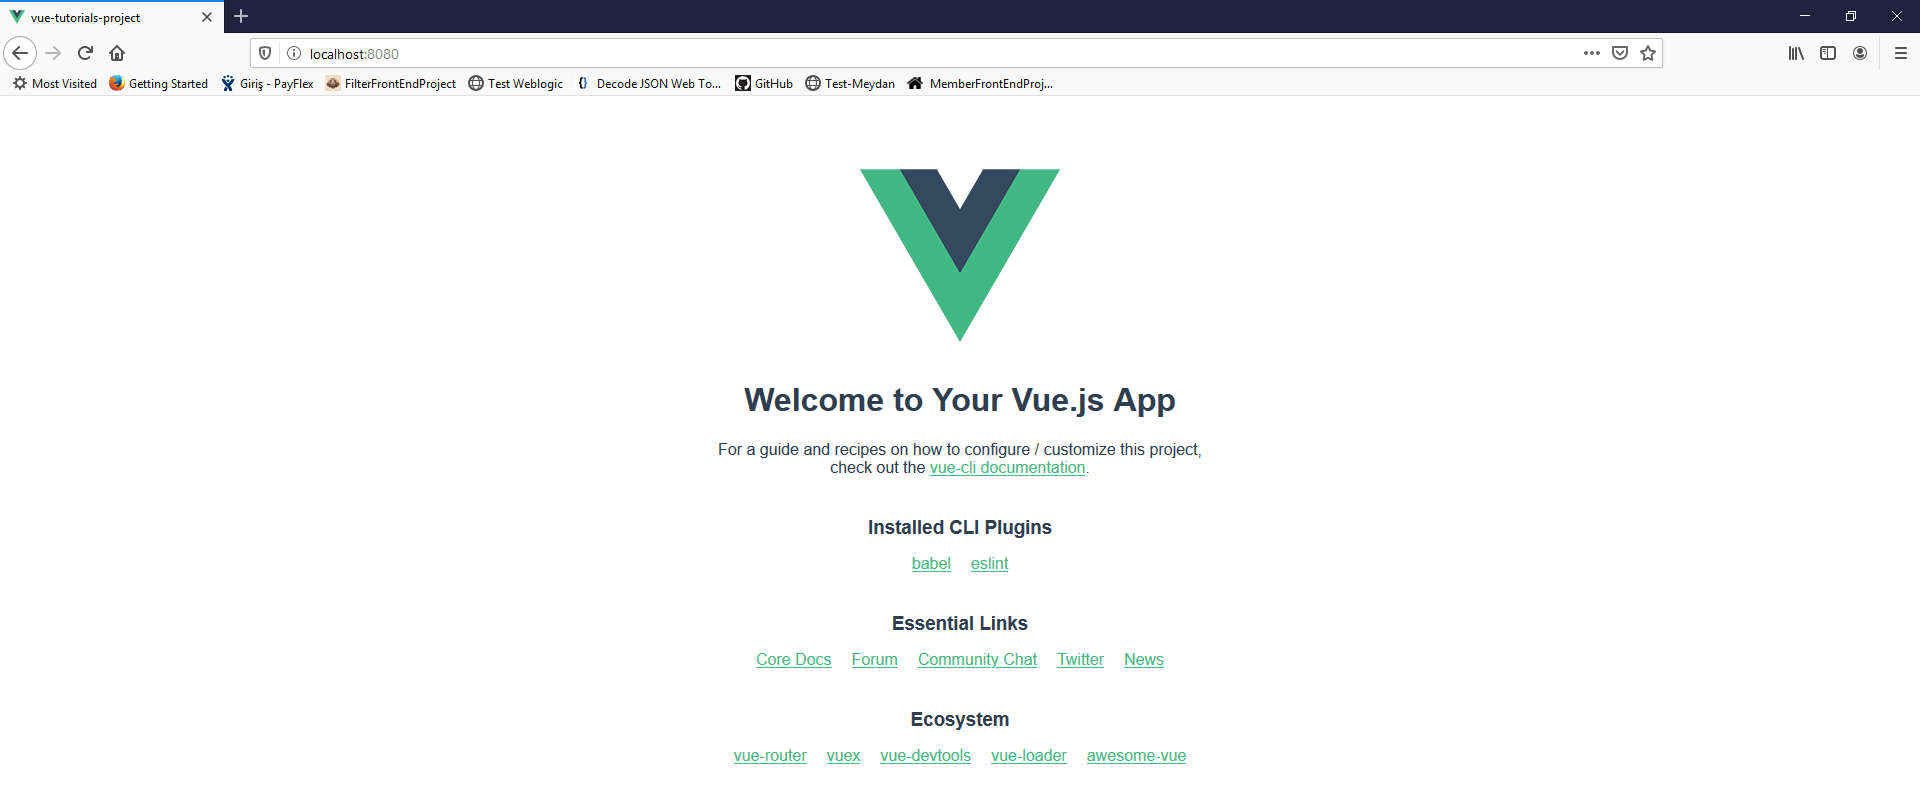 vue-tutorials-project
localhost:8080
Most Visited Getting Started Giriş - PayFlex FilterFrontEndProject Test Weblogic Decode JSON Web To... GitHub Test-Meydan MemberFrontEndProj...
Welcome to Your Vue.js App
For a guide and recipes on how to configure / customize this project,
check out the vue-cli documentation.
Installed CLI Plugins
babel eslint
Essential Links
Core Docs Forum Community Chat Twitter News
Ecosystem
vue-router vuex vue-devtools vue-loader awesome-vue